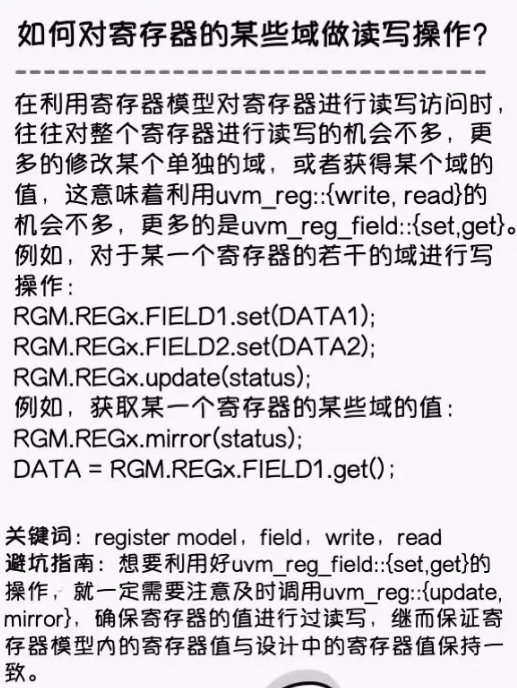 如何对寄存器的某些域做读写操作?
在利用寄存器模型对寄存器进行读写访问时，
往往对整个寄存器进行读写的机会不多，更
多的修改某个单独的域，或者获得某个域的
值，这意味着利用uvm_reg::{write, read}的
机会不多，更多的是uvm_reg_field::{set,get}。
例如，对于某一个寄存器的若干的域进行写
操作：
RGM.REGx.FIELD1.set(DATA1);
RGM.REGx.FIELD2.set(DATA2);
RGM.REGx.update(status);
例如，获取某一个寄存器的某些域的值：
RGM.REGx.mirror(status);
DATA = RGM.REGx.FIELD1.get();
关键词：register model，field，write，read
避坑指南：想要利用好uvm_reg_field::{set,get}的
操作，就一定需要注意及时调用uvm_reg::{update,
mirror}，确保寄存器的值进行过读写，继而保证寄
存器模型内的寄存器值与设计中的寄存器值保持一
致。